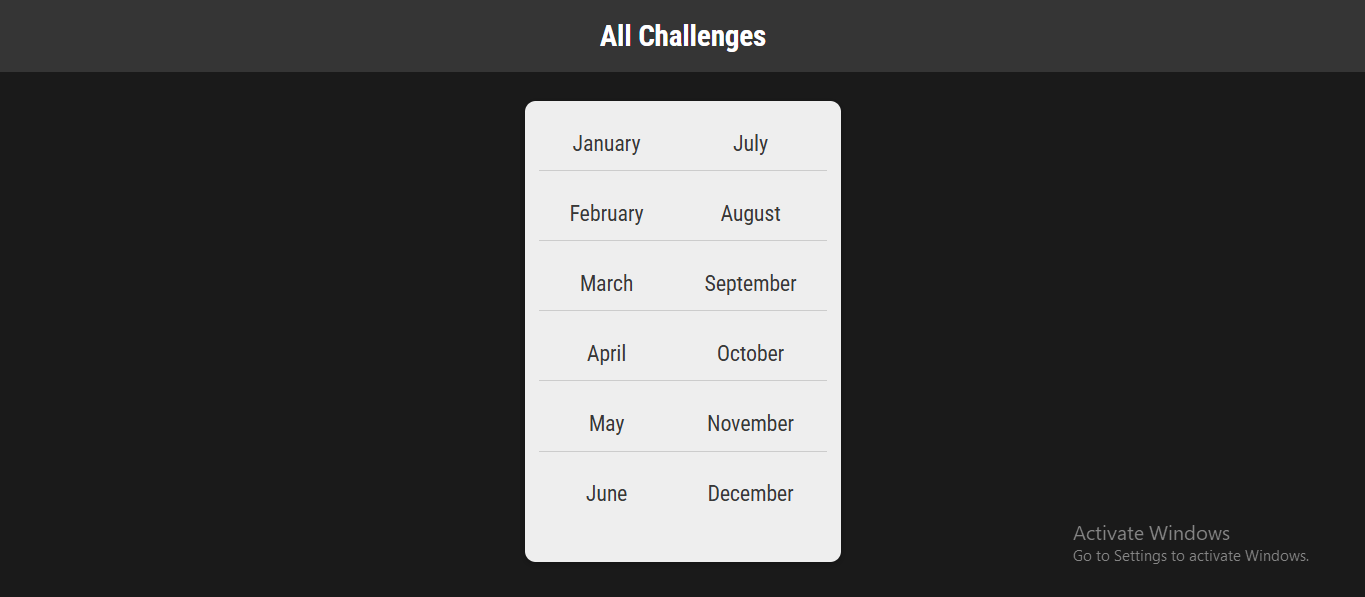 All Challenges
January July
February August
March September
April October
May November
June December
Activate Windows
Go to Settings to activate Windows.